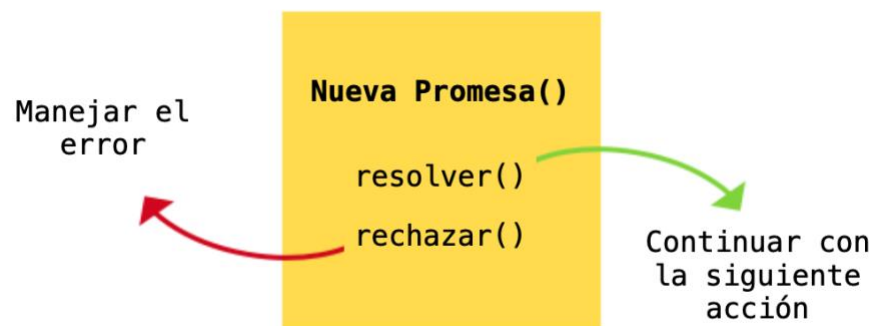 Nueva Promesa()
Manejar el
error
resolver()
rechazar()
Continuar con
la siguiente
acción